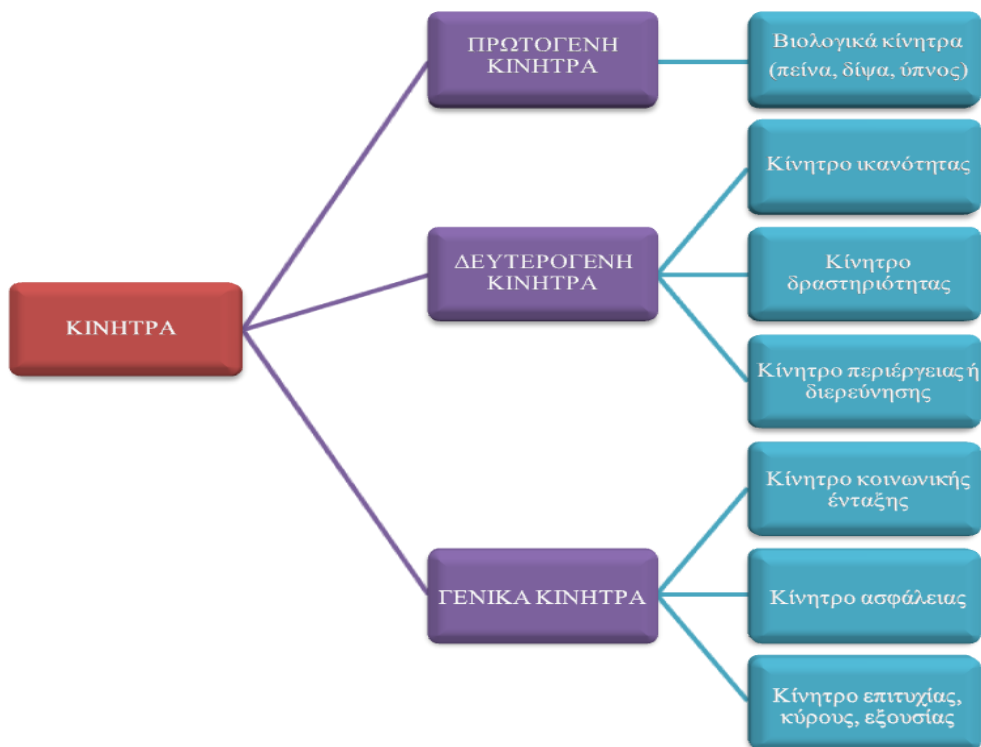 ΚΙΝΗΤΡΑ
ΠΡΩΤΟΓΕΝΗ
ΚΙΝΗΤΡΑ
Βιολογικά κίνητρα
(πείνα, δίψα, ύπνος)
ΔΕΥΤΕΡΟΓΕΝΗ
ΚΙΝΗΤΡΑ
Κίνητρο ικανότητας
Κίνητρο
δραστηριότητας
Κίνητρο περιέργειας ή
διερεύνησης
ΓΕΝΙΚΑ ΚΙΝΗΤΡΑ
Κίνητρο κοινωνικής
ένταξης
Κίνητρο ασφάλειας
Κίνητρο επιτυχίας,
κύρους, εξουσίας